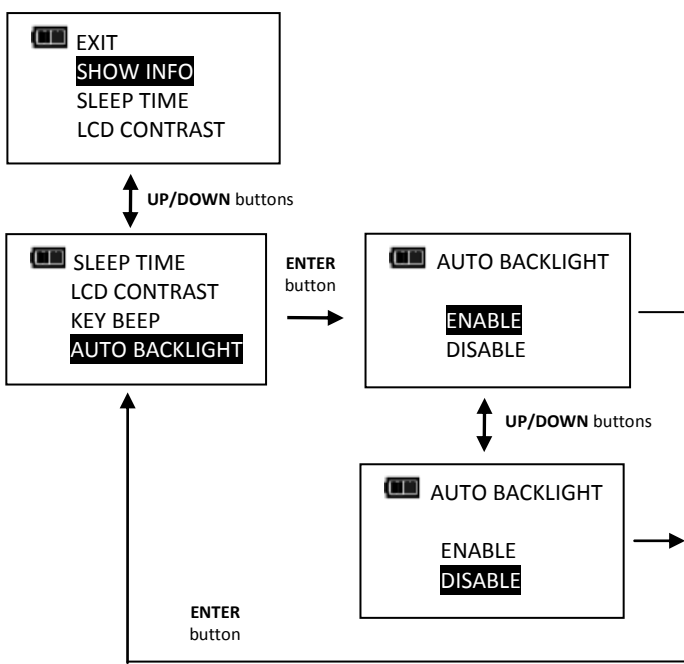 EXIT
SHOW INFO
SLEEP TIME
LCD CONTRAST
UP/DOWN buttons
SLEEP TIME
LCD CONTRAST
KEY BEEP
AUTO BACKLIGHT
ENTER
button
AUTO BACKLIGHT
ENABLE
DISABLE
UP/DOWN buttons
AUTO BACKLIGHT
ENABLE
DISABLE
ENTER
button